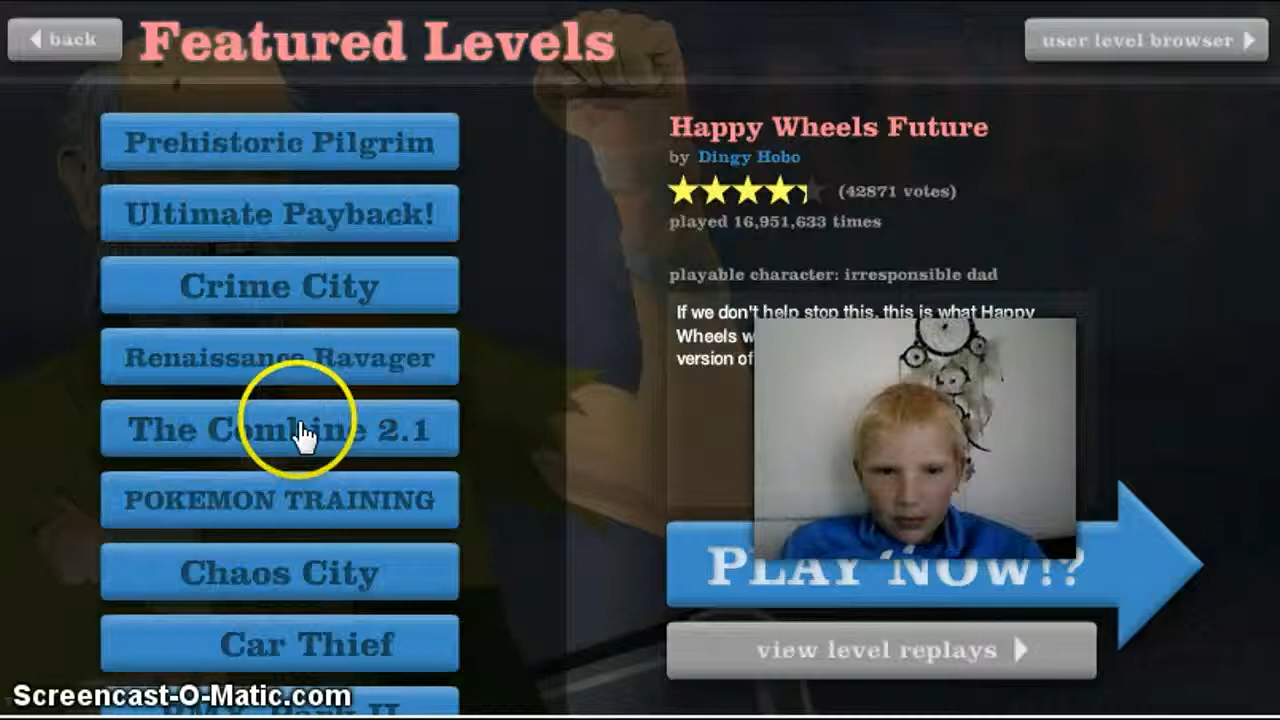 back
Featured Levels
user level browser
Prehistoric Pilgrim
Ultimate Payback!
Crime City
Renaissance Ravager
The Combine 2.1
POKEMON TRAINING
Chaos City
Car Thief
Happy Wheels Future
by Dingy Hobo
(42871 votes)
played 16,951,633 times
playable character: irresponsible dad
If we don't help stop this, this is what Happy
Wheels
version of
PLAY NOW!?
view level replays
Screencast-O-Matic.com